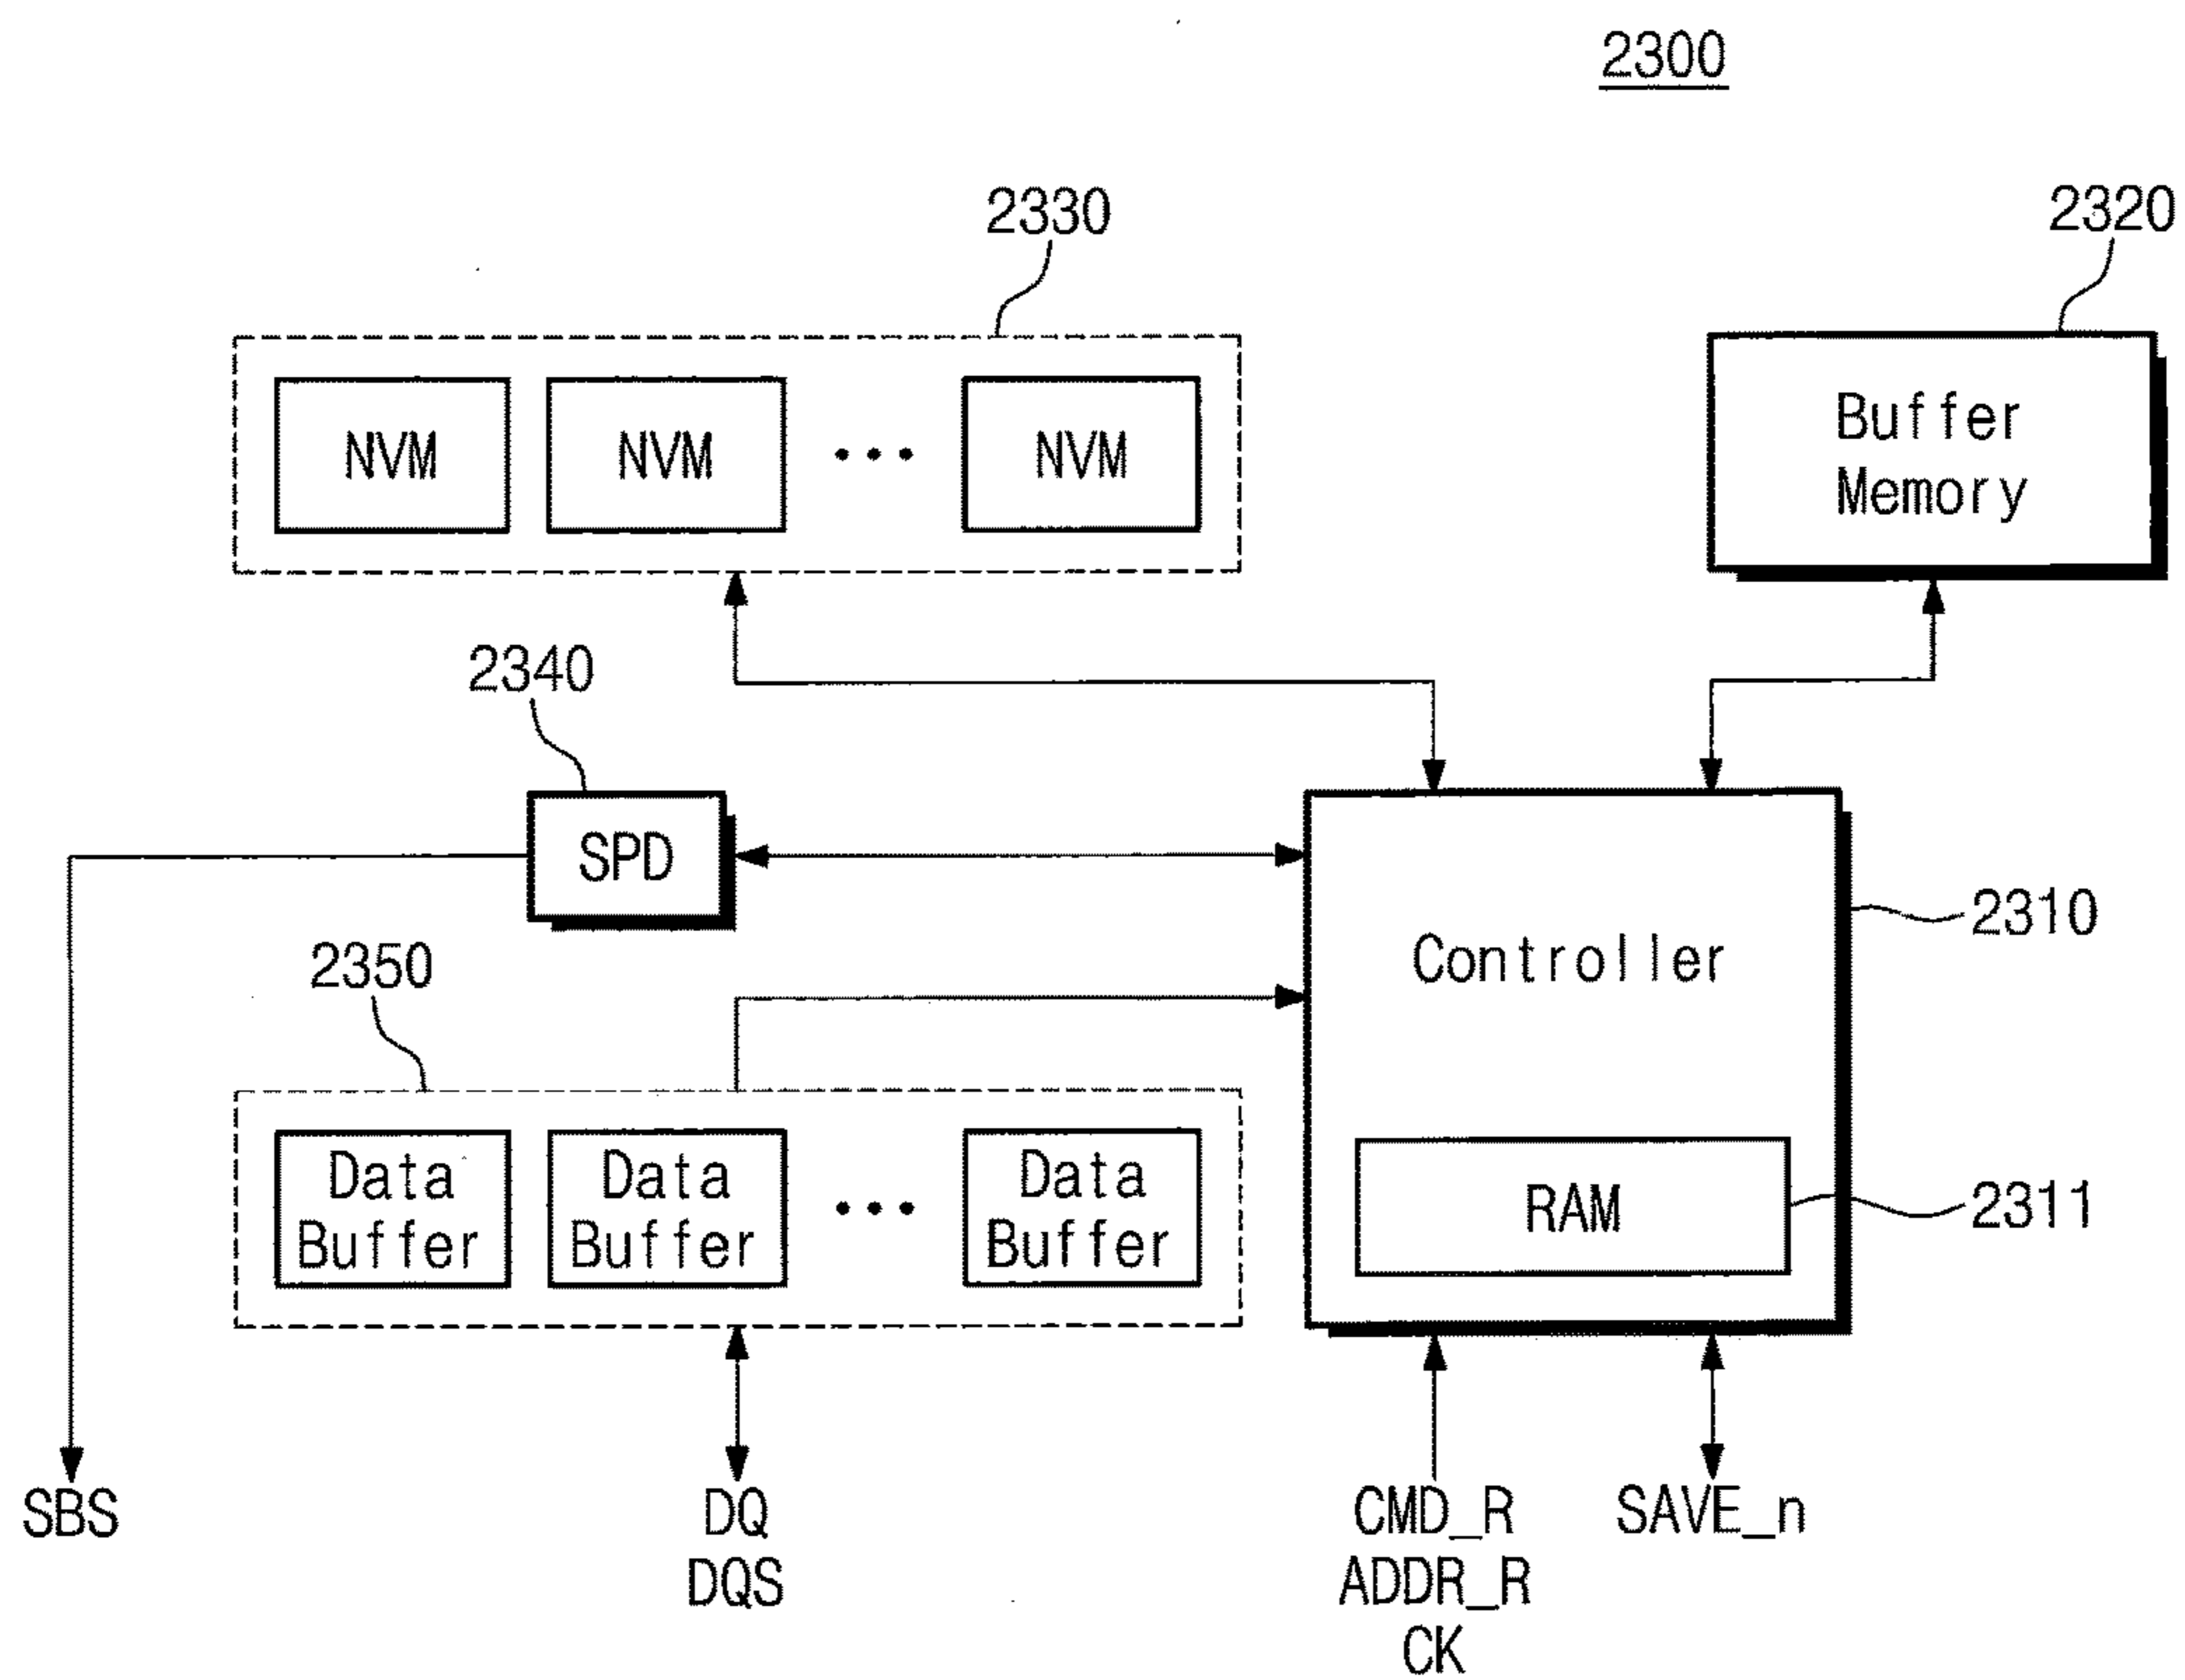 2300
2330
2320
NVM
NVM
NVM
Buffer
Memory
2340
SPD
2310
Controller
2350
Data
Buffer
Data
Buffer
Data
Buffer
RAM
2311
SBS
DQ
DQS
CMD_R
ADDR_R
CK
SAVE_n